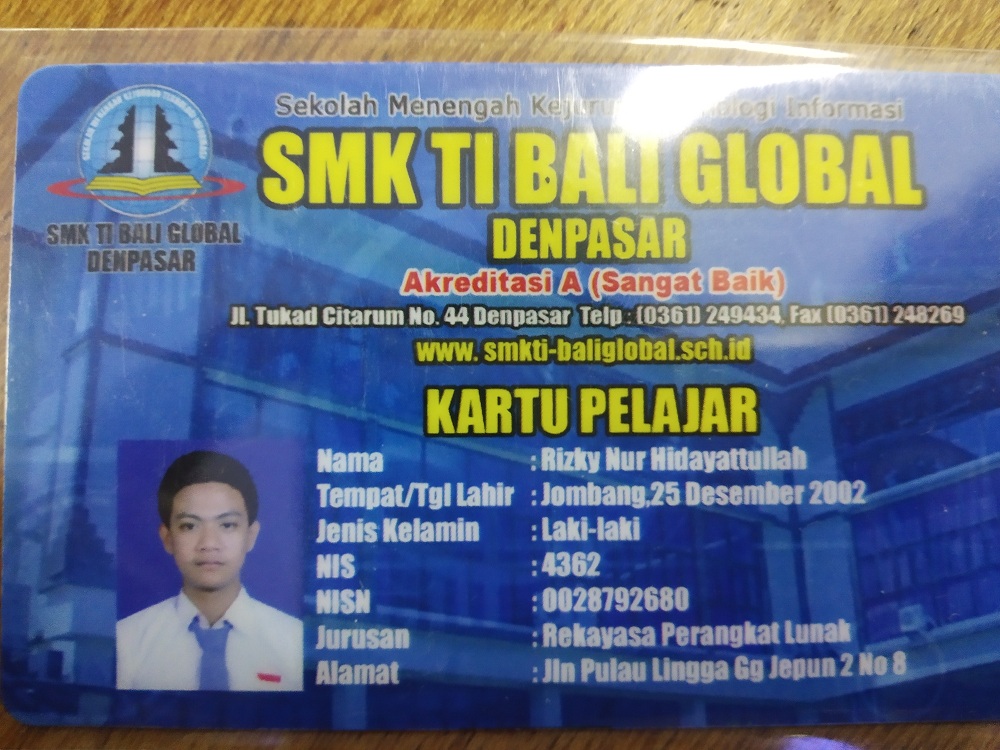 Sekolah Menengah Informasi
SMK TI BALI GLOBAL
DENPASAR
SMK TI BALI GLOBAL
DENPASAR
Akreditasi A (Sangat Baik)
Jl. Tukad Citarum No. 44 Denpasar Telp : (0361) 249434, Fax (0361) 248269
www. smkti-baliglobal.sch.id
KARTU PELAJAR
Nama : Rizky Nur Hidayattullah
Tempat/Tgl Lahir : Jombang,25 Desember 2002
Jenis Kelamin : Laki-laki
NIS : 4362
NISN : 0028792680
Jurusan : Rekayasa Perangkat Lunak
Alamat : Jln Pulau Lingga Gg Jepun 2 No 8